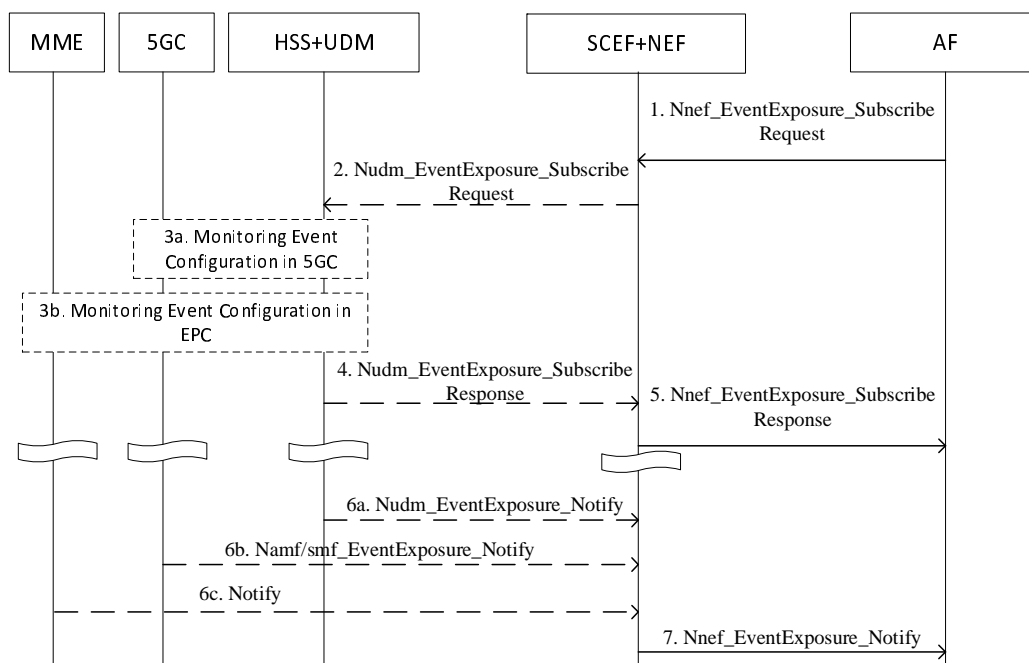 MME
5GC
HSS+UDM
SCEF+NEF
AF
1. Nnef_EventExposure_Subscribe
Request
2. Nudm_EventExposure_Subscribe
Request
3a. Monitoring Event
Configuration in 5GC
3b. Monitoring Event Configuration in
EPC
4. Nudm_EventExposure_Subscribe
Response
5. Nnef_EventExposure_Subscribe
Response
6a. Nudm_EventExposure_Notify
6b. Namf/smf_EventExposure_Notify
6c. Notify
7. Nnef_EventExposure_Notify